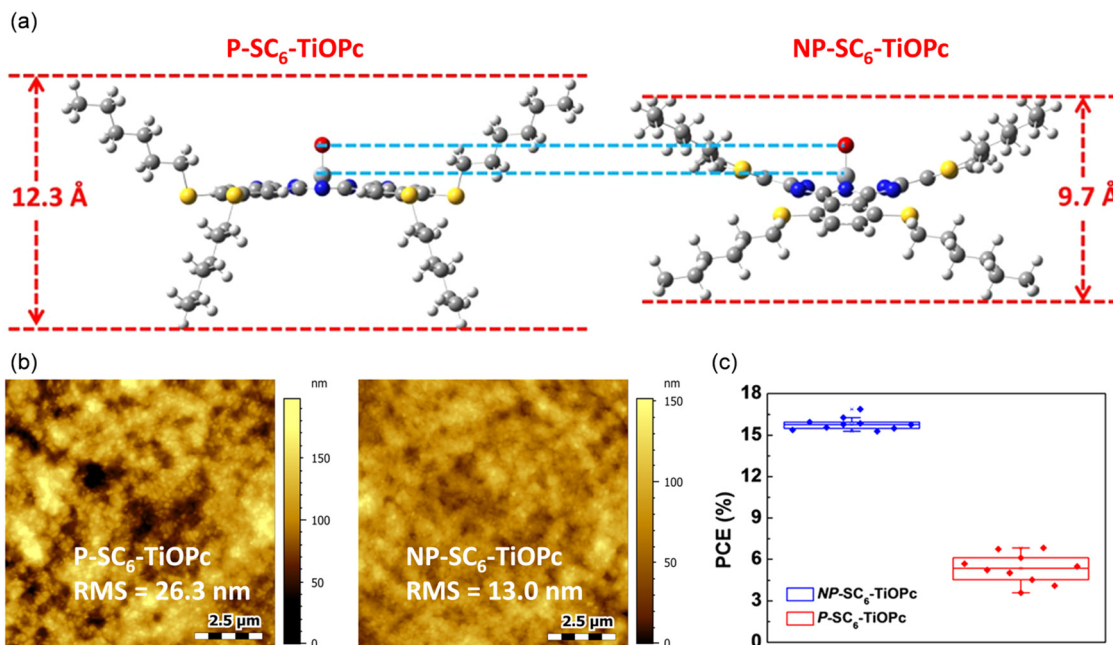 (a)
P-SC₆-TiOPc
NP-SC₆-TiOPc
12.3 Å
9.7 Å
(b)
nm
150
100
50
0
P-SC₆-TiOPc
RMS = 26.3 nm
2.5 µm
nm
150
100
50
0
NP-SC₆-TiOPc
RMS = 13.0 nm
2.5 µm
(c)
PCE (%)
18
15
12
9
6
3
0
NP-SC₆-TiOPc
P-SC₆-TiOPc